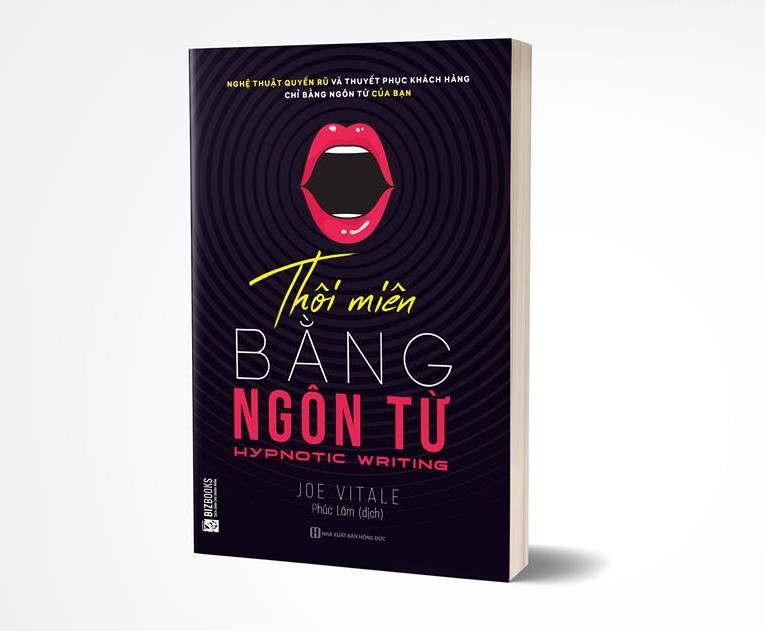 NGHỆ THUẬT QUYẾN RŨ VÀ THUYẾT PHỤC KHÁCH HÀNG
CHỈ BẰNG NGÔN TỪ CỦA BẠN
Thôi miên
BẰNG
NGÔN TỪ
HYPNOTIC WRITING
JOE VITALE
Phúc Lâm (dịch)
NHÀ XUẤT BẢN HỒNG ĐỨC
BIZBOOKS